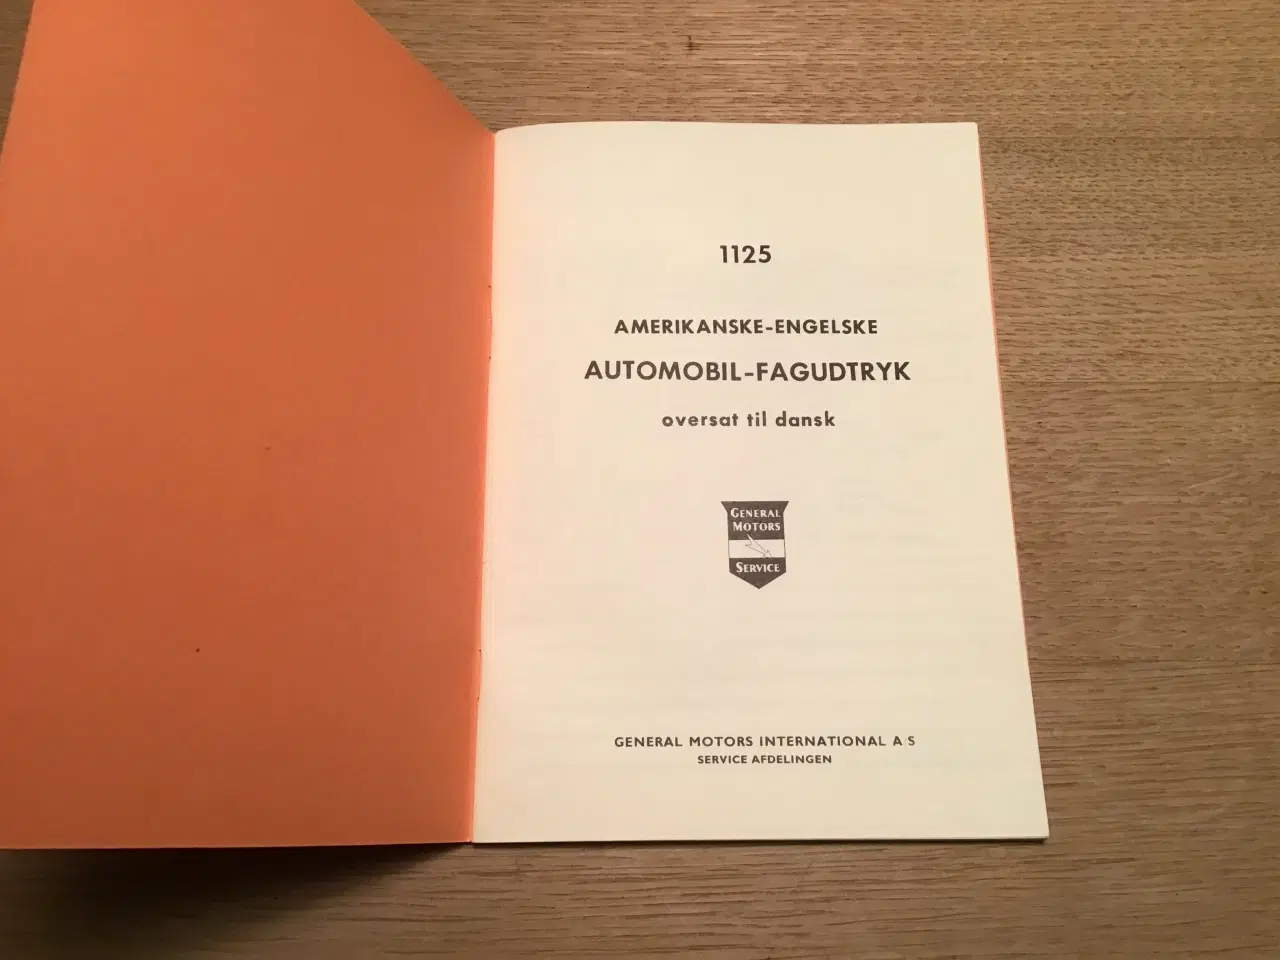 1125
AMERIKANSKE-ENGELSKE
AUTOMOBIL-FAGUDTRYK
oversat til dansk
GENERAL
MOTORS
SERVICE
GENERAL MOTORS INTERNATIONAL A/S
SERVICE AFDELINGEN